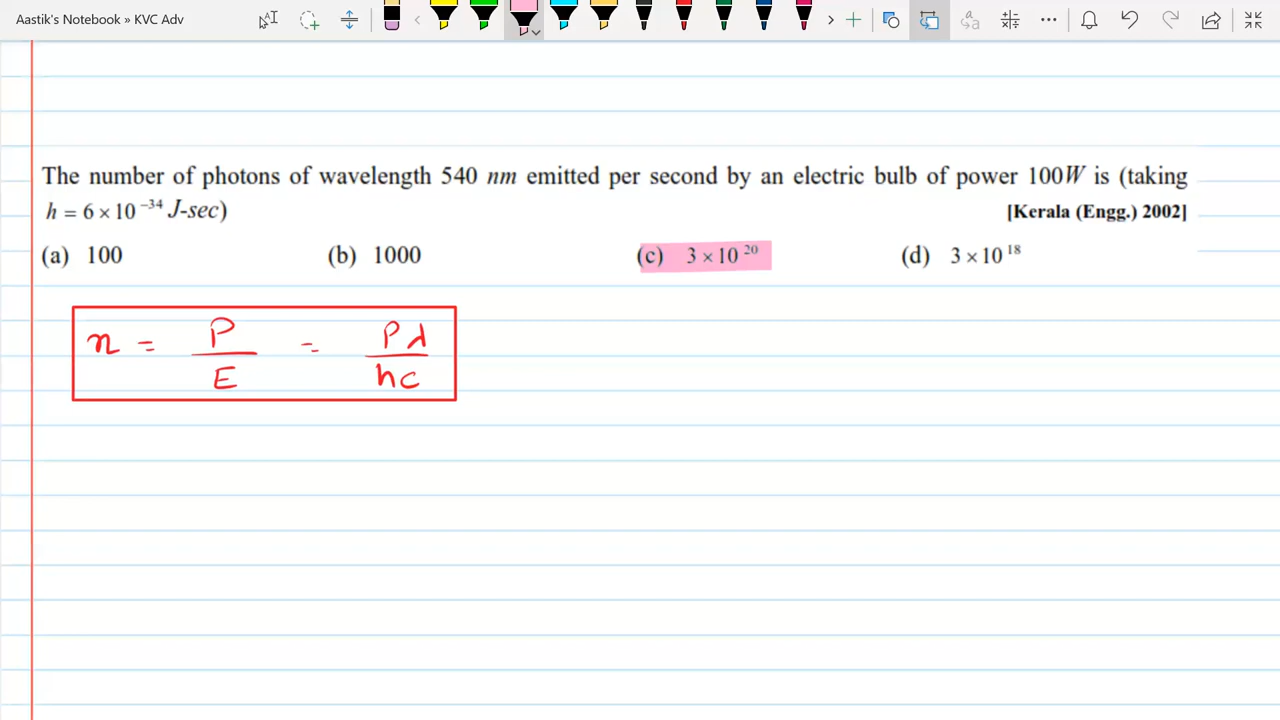 Aastik's Notebook » KVC Adv
The number of photons of wavelength 540 nm emitted per second by an electric bulb of power 100W is (taking
h = 6 × 10⁻³⁴ J-sec) [Kerala (Engg.) 2002]
(a) 100 (b) 1000 (c) 3 × 10²⁰ (d) 3 × 10¹⁸
n = P/E = Pλ/hc